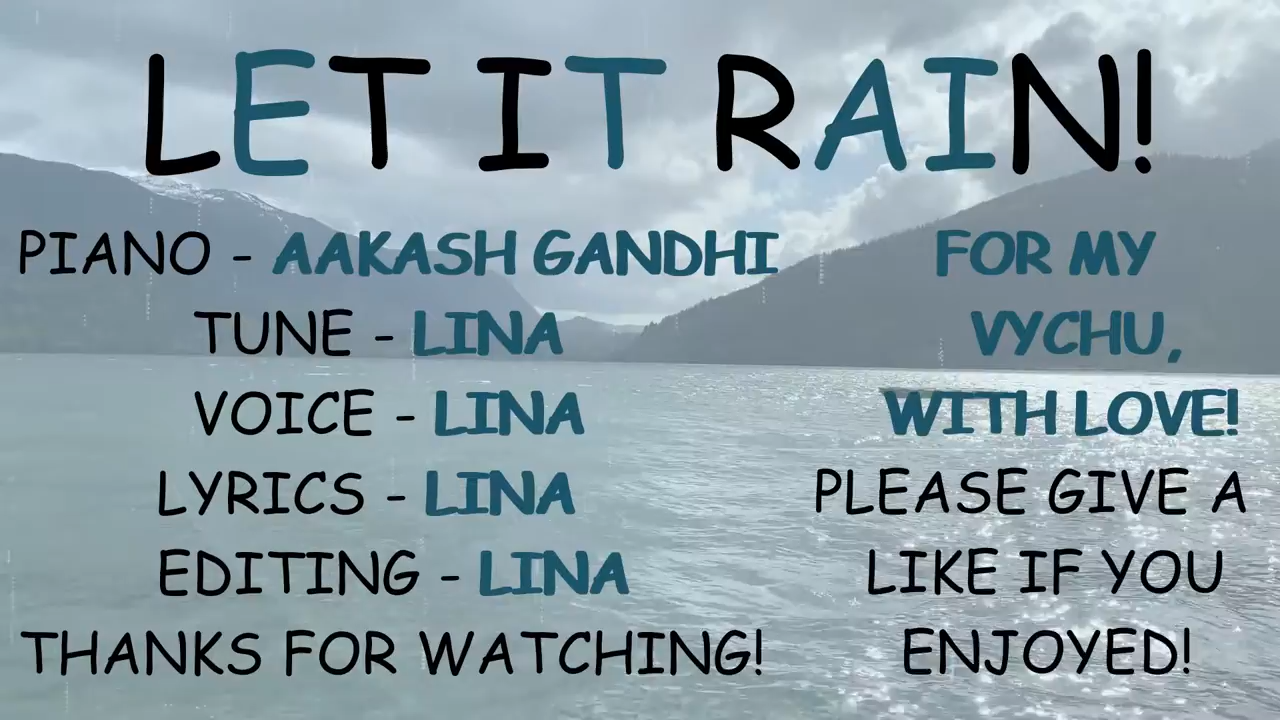 LET IT RAIN!
PIANO - AAKASH GANDHI
TUNE - LINA
VOICE - LINA
LYRICS - LINA
EDITING - LINA
THANKS FOR WATCHING!
FOR MY
VYCHU,
WITH LOVE!
PLEASE GIVE A
LIKE IF YOU
ENJOYED!